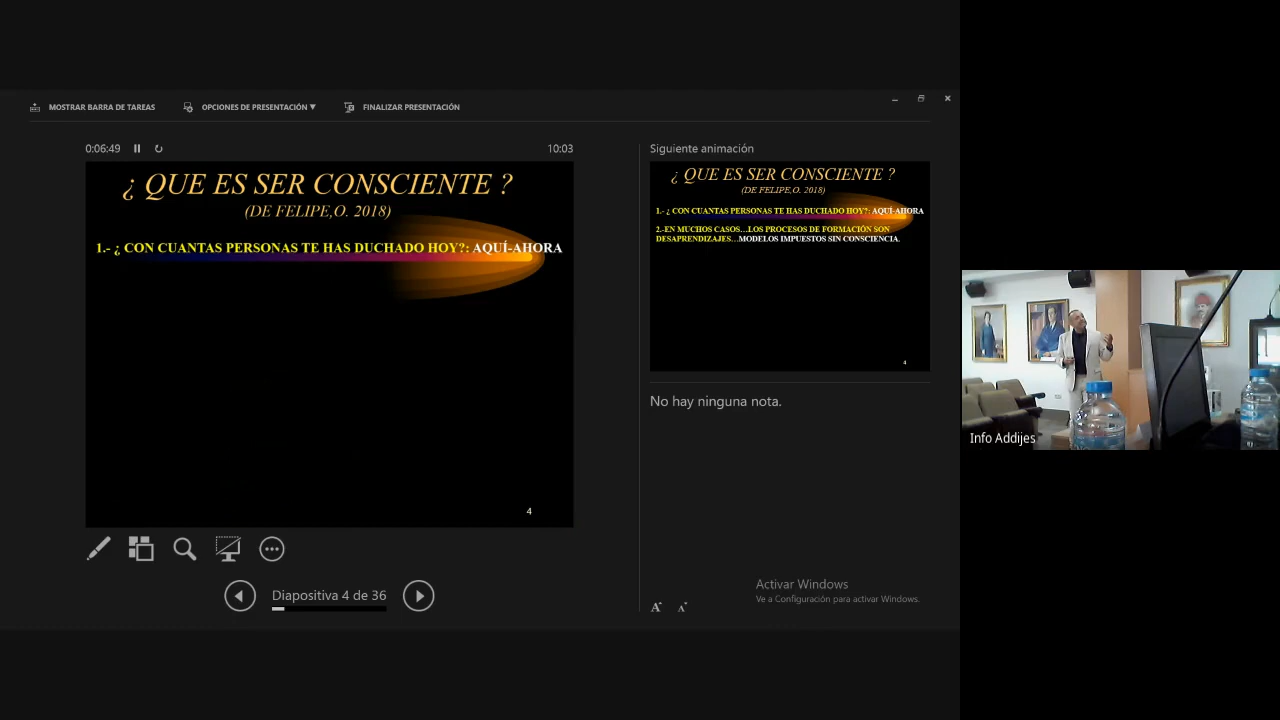 MOSTRAR BARRA DE TAREAS
OPCIONES DE PRESENTACIÓN
FINALIZAR PRESENTACIÓN
0:06:49
10:03
¿ QUE ES SER CONSCIENTE ?
(DE FELIPE,O. 2018)
1.- ¿ CON CUANTAS PERSONAS TE HAS DUCHADO HOY?: AQUÍ-AHORA
4
Diapositiva 4 de 36
Siguiente animación
¿ QUE ES SER CONSCIENTE ?
(DE FELIPE,O. 2018)
1.- ¿ CON CUANTAS PERSONAS TE HAS DUCHADO HOY?: AQUÍ-AHORA
2.-EN MUCHOS CASOS...LOS PROCESOS DE FORMACIÓN SON
DESAPRENDIZAJES...MODELOS IMPUESTOS SIN CONSCIENCIA.
4
No hay ninguna nota.
Activar Windows
Ve a Configuración para activar Windows.
A A
Info Addijes